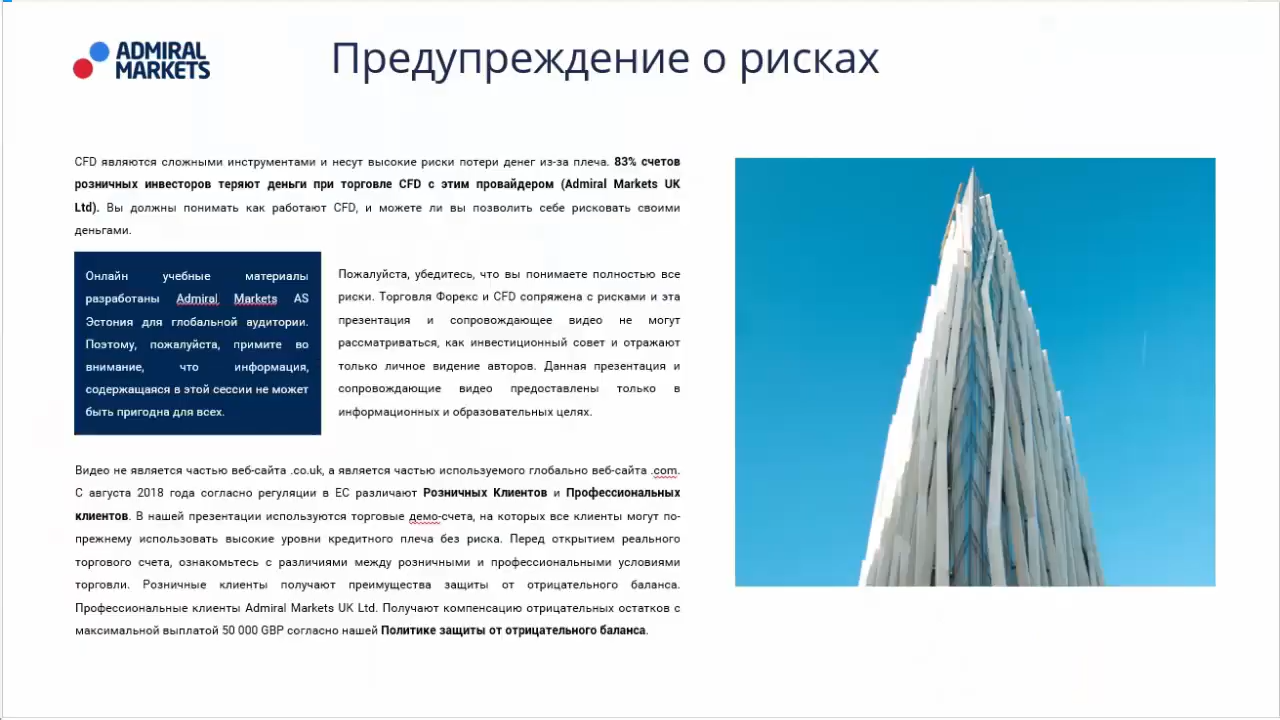 ADMIRAL
MARKETS
Предупреждение о рисках
CFD являются сложными инструментами и несут высокие риски потери денег из-за плеча. 83% счетов
розничных инвесторов теряют деньги при торговле CFD с этим провайдером (Admiral Markets UK
Ltd). Вы должны понимать как работают CFD, и можете ли вы позволить себе рисковать своими
деньгами.
Онлайн учебные материалы
разработаны Admiral Markets AS
Эстония для глобальной аудитории.
Поэтому, пожалуйста, примите во
внимание, что информация,
содержащаяся в этой сессии не может
быть пригодна для всех.
Пожалуйста, убедитесь, что вы понимаете полностью все
риски. Торговля Форекс и CFD сопряжена с рисками и эта
презентация и сопровождающее видео не могут
рассматриваться, как инвестиционный совет и отражают
только личное видение авторов. Данная презентация и
сопровождающие видео предоставлены только в
информационных и образовательных целях.
Видео не является частью веб-сайта .co.uk, а является частью используемого глобально веб-сайта .com.
С августа 2018 года согласно регуляции в ЕС различают Розничных Клиентов и Профессиональных
клиентов. В нашей презентации используются торговые демо-счета, на которых все клиенты могут по-
прежнему использовать высокие уровни кредитного плеча без риска. Перед открытием реального
торгового счета, ознакомьтесь с различиями между розничными и профессиональными условиями
торговли. Розничные клиенты получают преимущества защиты от отрицательного баланса.
Профессиональные клиенты Admiral Markets UK Ltd. Получают компенсацию отрицательных остатков с
максимальной выплатой 50 000 GBP согласно нашей Политике защиты от отрицательного баланса.